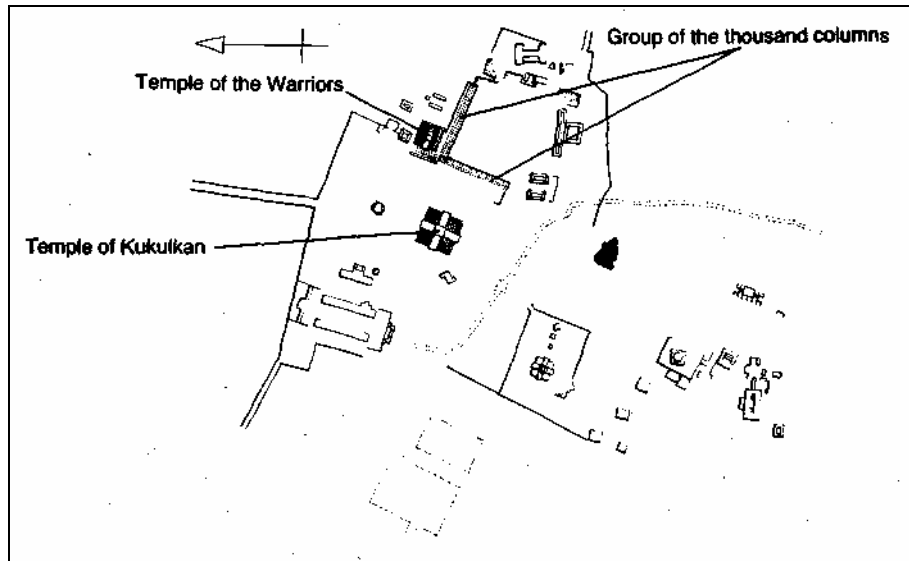 Group of the thousand columns
Temple of the Warriors
Temple of Kukulkan